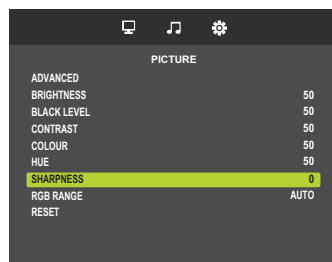 PICTURE
ADVANCED
BRIGHTNESS 50
BLACK LEVEL 50
CONTRAST 50
COLOUR 50
HUE 50
SHARPNESS 0
RGB RANGE AUTO
RESET